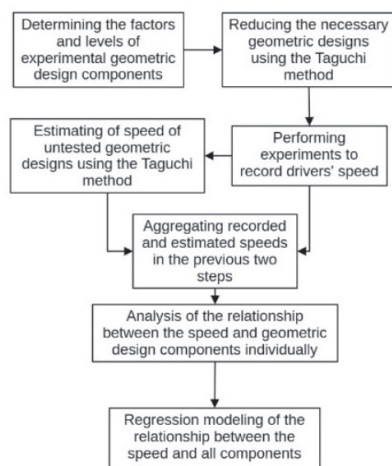 Determining the factors
and levels of
experimental geometric
design components
Reducing the necessary
geometric designs
using the Taguchi
method
Estimating of speed of
untested geometric
designs using the Taguchi
method
Performing
experiments to
record drivers' speed
Aggregating recorded
and estimated speeds
in the previous two
steps
Analysis of the relationship
between the speed and geometric
design components individually
Regression modeling of the
relationship between the
speed and all components